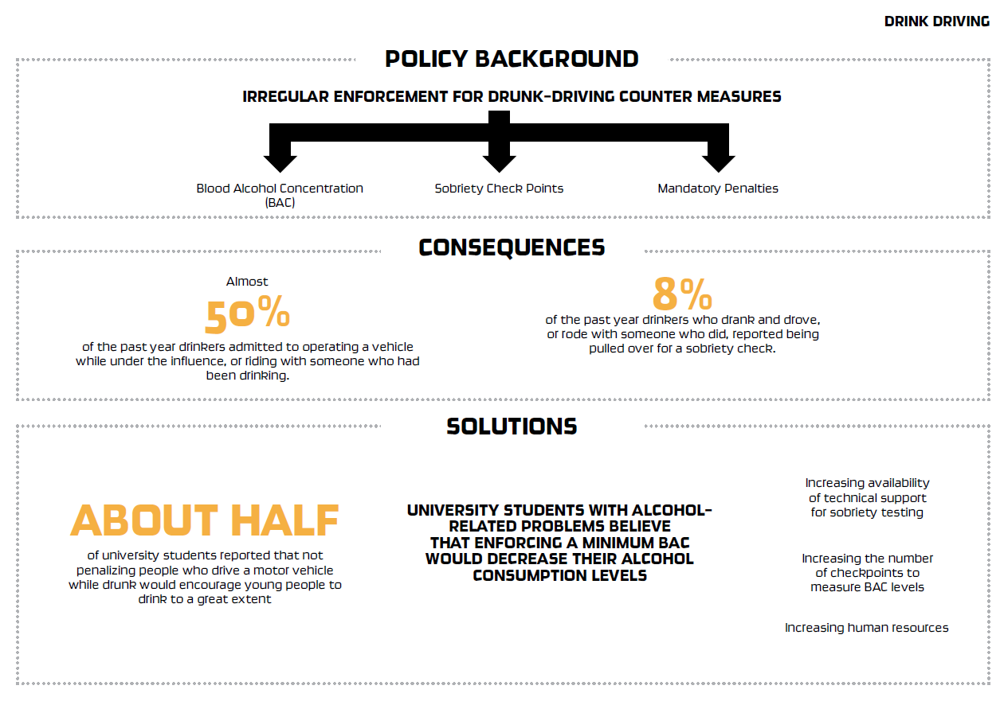 DRINK DRIVING
POLICY BACKGROUND
IRREGULAR ENFORCEMENT FOR DRUNK-DRIVING COUNTER MEASURES
Blood Alcohol Concentration
(BAC)
Sobriety Check Points
Mandatory Penalties
CONSEQUENCES
Almost
50%
of the past year drinkers admitted to operating a vehicle
while under the influence, or riding with someone who had
been drinking.
8%
of the past year drinkers who drank and drove,
or rode with someone who did, reported being
pulled over for a sobriety check.
SOLUTIONS
ABOUT HALF
of university students reported that not
penalizing people who drive a motor vehicle
while drunk would encourage young people to
drink to a great extent
UNIVERSITY STUDENTS WITH ALCOHOL-
RELATED PROBLEMS BELIEVE
THAT ENFORCING A MINIMUM BAC
WOULD DECREASE THEIR ALCOHOL
CONSUMPTION LEVELS
Increasing availability
of technical support
for sobriety testing
Increasing the number
of checkpoints to
measure BAC levels
Increasing human resources